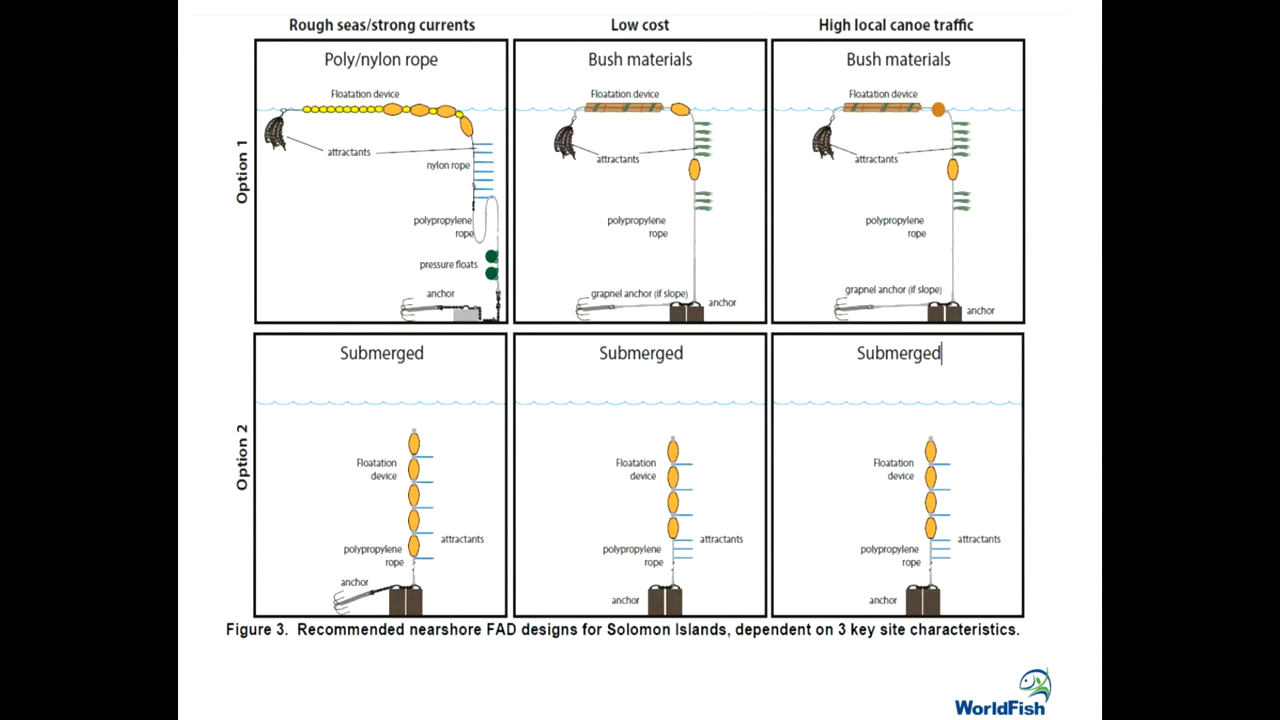 Rough seas/strong currents
Low cost
High local canoe traffic
Option 1
Poly/nylon rope
Floatation device
attractants
nylon rope
polypropylene
rope
pressure floats
anchor
Bush materials
Floatation device
attractants
polypropylene
rope
grapnel anchor (if slope)
anchor
Bush materials
Floatation device
attractants
polypropylene
rope
grapnel anchor (if slope)
anchor
Option 2
Submerged
Floatation
device
attractants
polypropylene
rope
anchor
Submerged
Floatation
device
attractants
polypropylene
rope
anchor
Submerged
Floatation
device
attractants
polypropylene
rope
anchor
Figure 3. Recommended nearshore FAD designs for Solomon Islands, dependent on 3 key site characteristics.
WorldFish